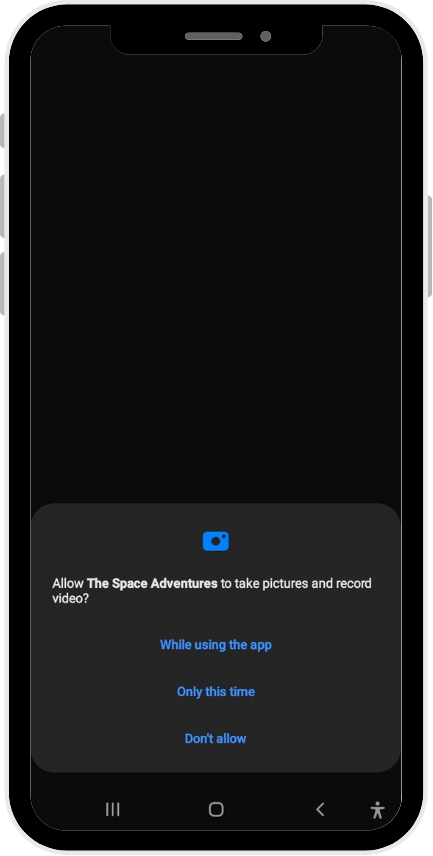 Allow The Space Adventures to take pictures and record
video?
While using the app
Only this time
Don't allow